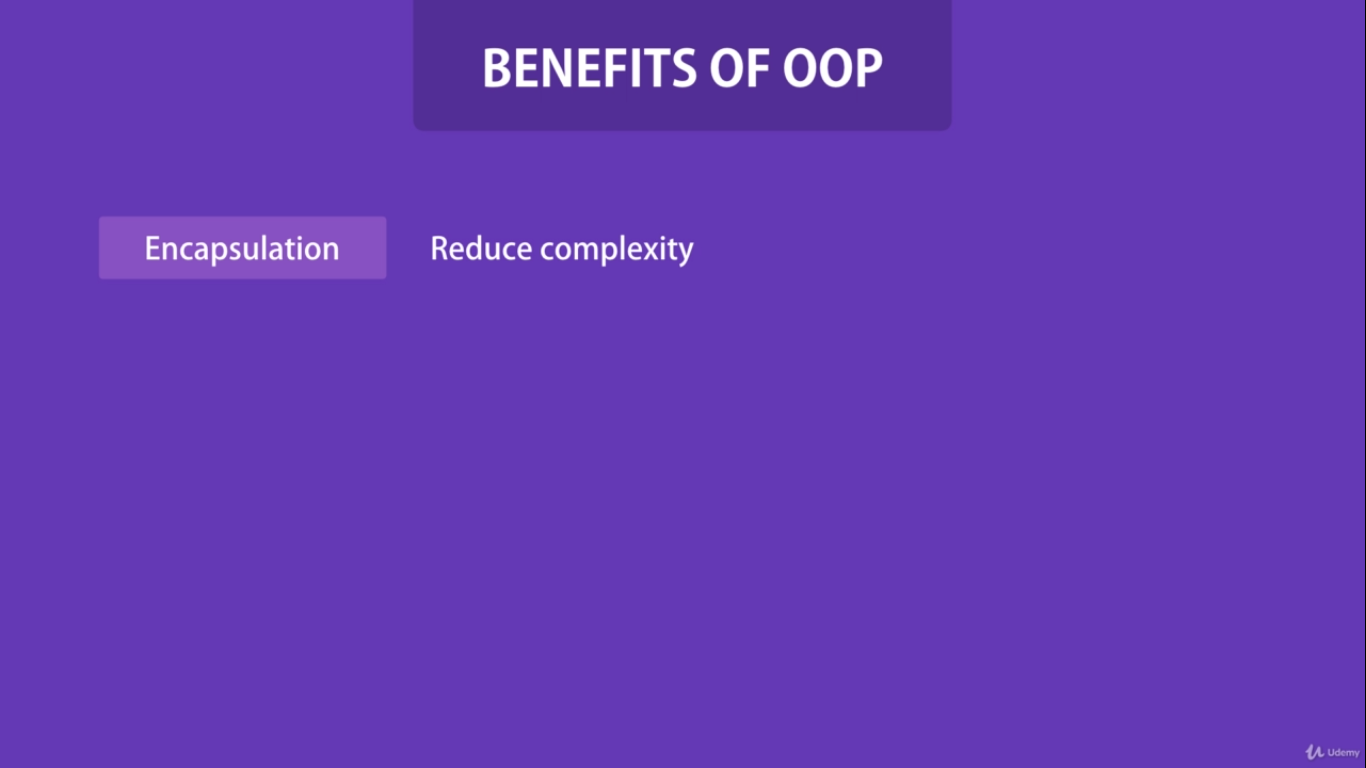 BENEFITS OF OOP
Encapsulation Reduce complexity
Udemy